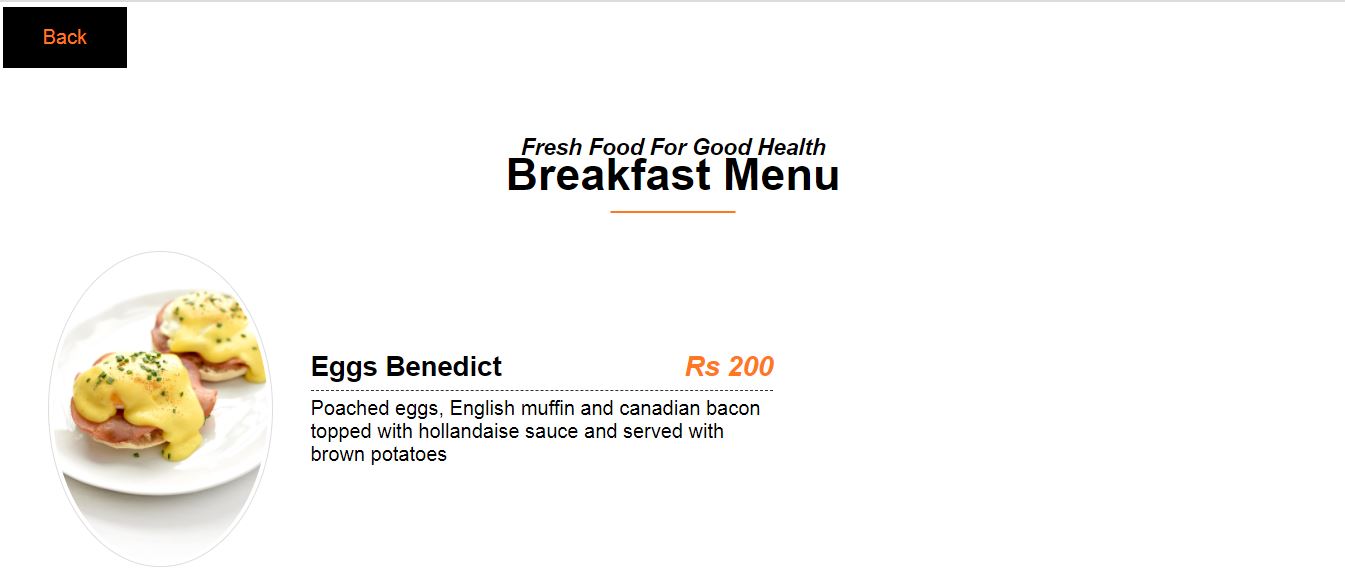 Back
Fresh Food For Good Health
Breakfast Menu
Eggs Benedict Rs 200
Poached eggs, English muffin and canadian bacon
topped with hollandaise sauce and served with
brown potatoes